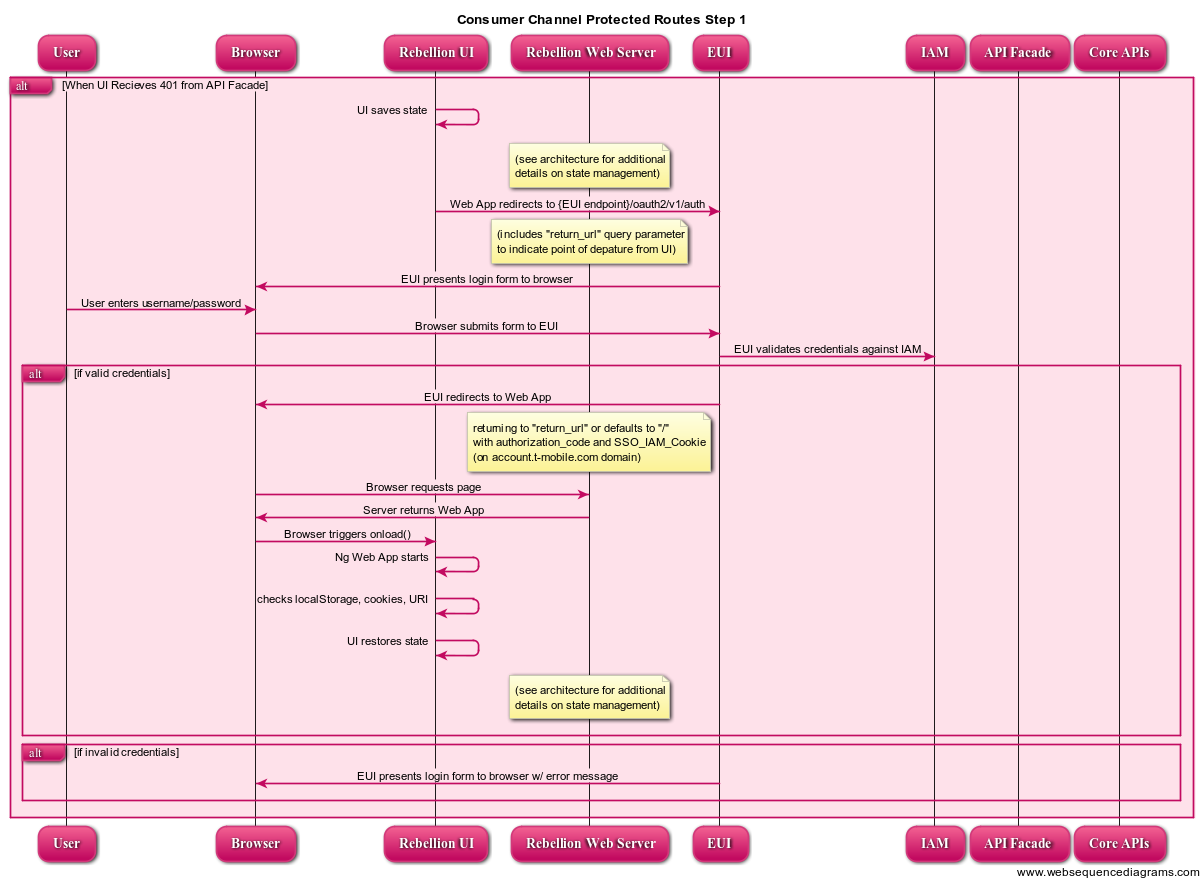 Consumer Channel Protected Routes Step 1
User Browser Rebellion UI Rebellion Web Server EUI IAM API Facade Core APIs
alt [When UI Recieves 401 from API Facade]
UI saves state
(see architecture for additional
details on state management)
Web App redirects to {EUI endpoint}/oauth2/v1/auth
(includes "return_url" query parameter
to indicate point of depature from UI)
EUI presents login form to browser
User enters username/password
Browser submits form to EUI
EUI validates credentials against IAM
alt [if valid credentials]
EUI redirects to Web App
returning to "return_url" or defaults to "/"
with authorization_code and SSO_IAM_Cookie
(on account.t-mobile.com domain)
Browser requests page
Server returns Web App
Browser triggers onload()
Ng Web App starts
checks localStorage, cookies, URI
UI restores state
(see architecture for additional
details on state management)
alt [if invalid credentials]
EUI presents login form to browser w/ error message
User Browser Rebellion UI Rebellion Web Server EUI IAM API Facade Core APIs
www.websequencediagrams.com